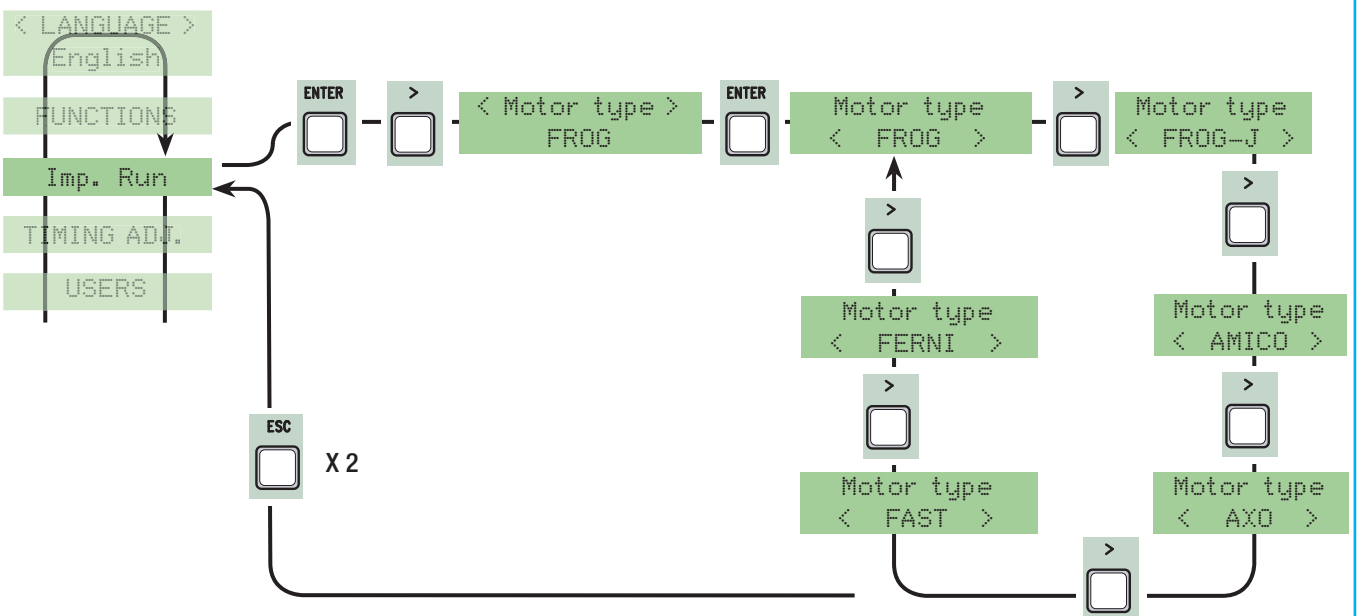 < LANGUAGE >
English
FUNCTIONS
Imp. Run
TIMING ADJ.
USERS
ENTER
>
< Motor type >
FROG
ENTER
Motor type
< FROG >
>
Motor type
< FROG-J >
>
>
Motor type
< FERNI >
Motor type
< AMICO >
>
>
ESC
X 2
Motor type
< FAST >
Motor type
< AXO >
>